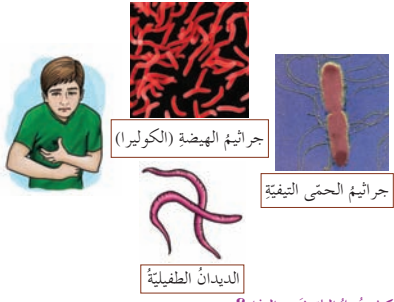 جراثيمُ الهيضةِ (الكوليرا)
جراثيمُ الحمّى التيفيّةِ
الديدانُ الطفيليّةُ